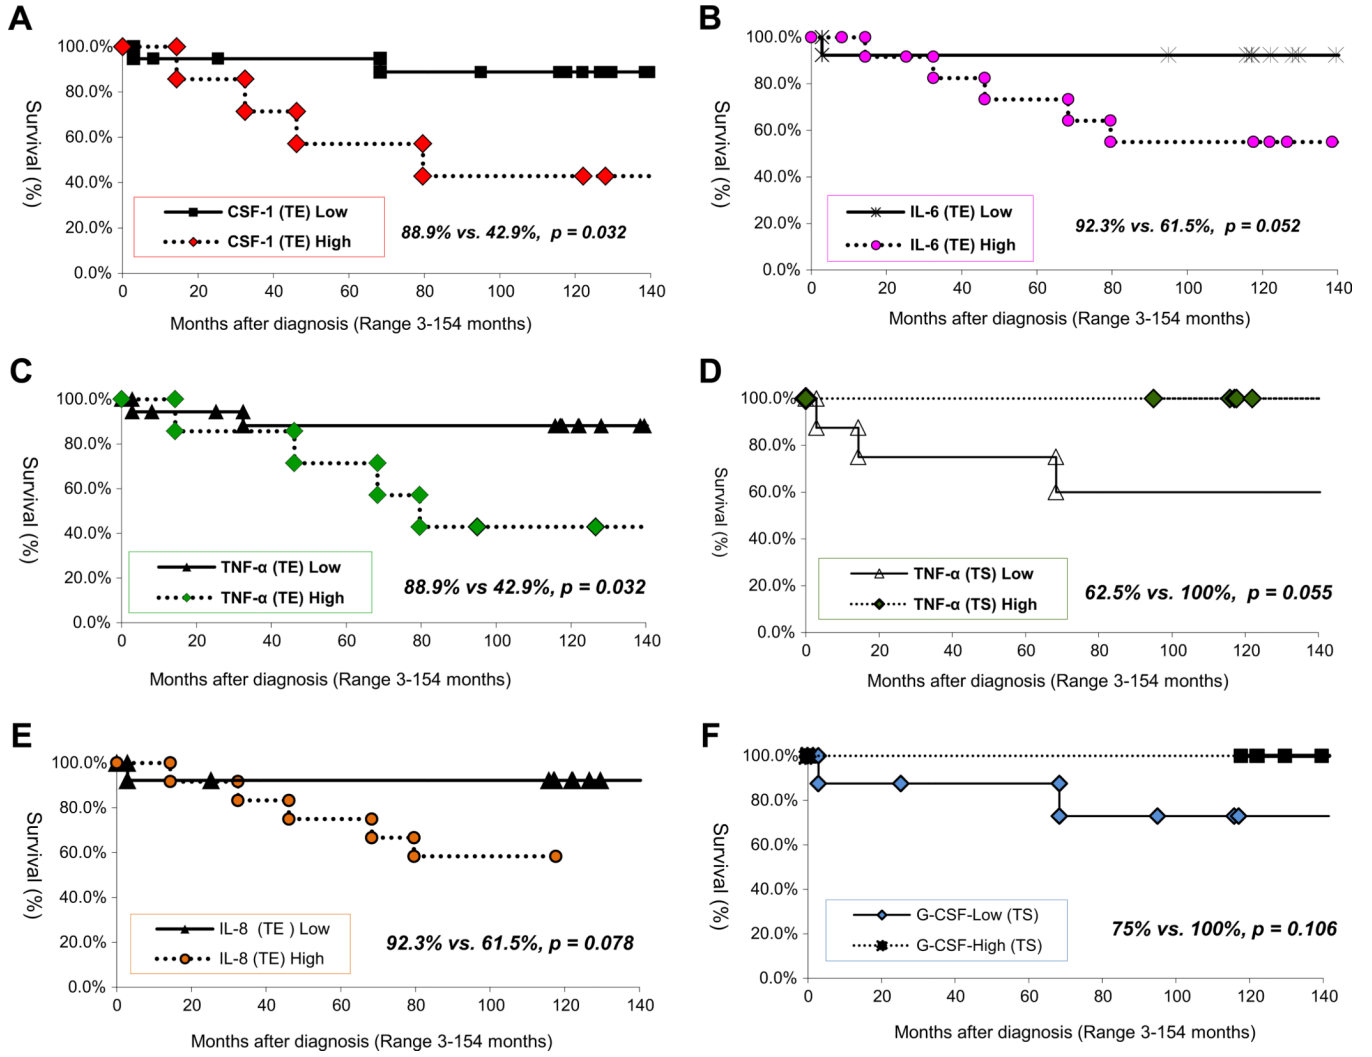 A
100.0%
80.0%
60.0%
40.0%
20.0%
0.0%
Survival (%)
CSF-1 (TE) Low
CSF-1 (TE) High
88.9% vs. 42.9%, p = 0.032
0 20 40 60 80 100 120 140
Months after diagnosis (Range 3-154 months)
B
100.0%
80.0%
60.0%
40.0%
20.0%
0.0%
Survival (%)
IL-6 (TE) Low
IL-6 (TE) High
92.3% vs. 61.5%, p = 0.052
0 20 40 60 80 100 120 140
Months after diagnosis (Range 3-154 months)
C
100.0%
80.0%
60.0%
40.0%
20.0%
0.0%
Survival (%)
TNF-α (TE) Low
TNF-α (TE) High
88.9% vs 42.9%, p = 0.032
0 20 40 60 80 100 120 140
Months after diagnosis (Range 3-154 months)
D
100.0%
80.0%
60.0%
40.0%
20.0%
0.0%
Survival (%)
TNF-α (TS) Low
TNF-α (TS) High
62.5% vs. 100%, p = 0.055
0 20 40 60 80 100 120 140
Months after diagnosis (Range 3-154 months)
E
100.0%
80.0%
60.0%
40.0%
20.0%
0.0%
Survival (%)
IL-8 (TE ) Low
IL-8 (TE) High
92.3% vs. 61.5%, p = 0.078
0 20 40 60 80 100 120 140
Months after diagnosis (Range 3-154 months)
F
100.0%
80.0%
60.0%
40.0%
20.0%
0.0%
Survival (%)
G-CSF-Low (TS)
G-CSF-High (TS)
75% vs. 100%, p = 0.106
0 20 40 60 80 100 120 140
Months after diagnosis (Range 3-154 months)